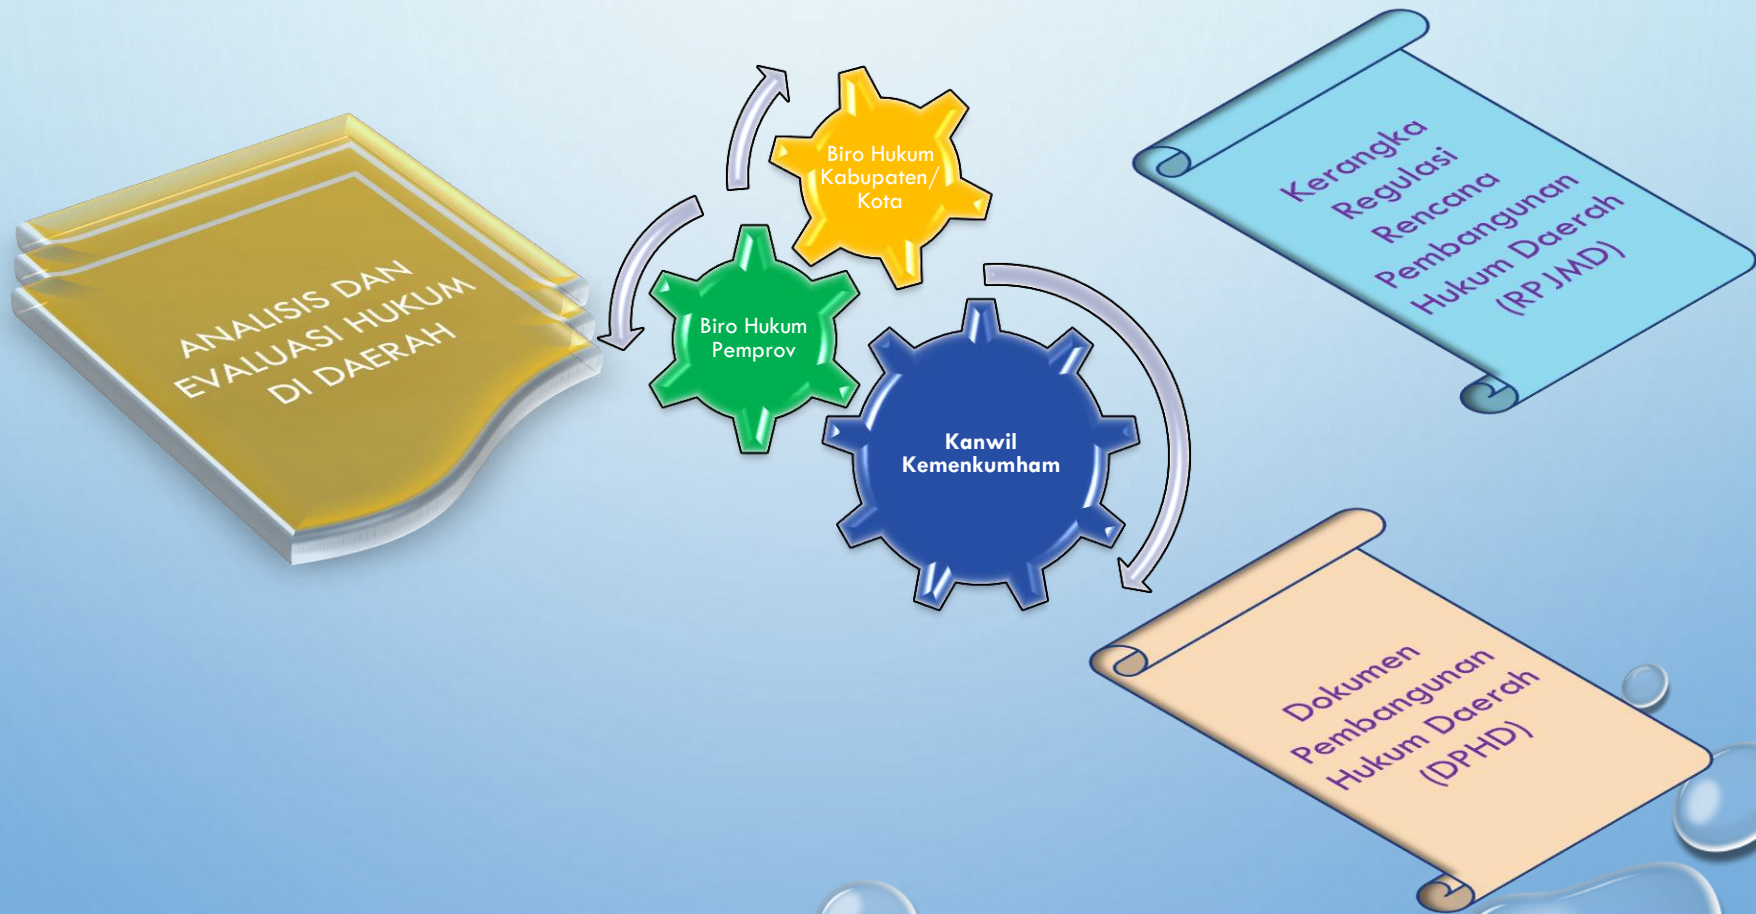 ANALISIS DAN
EVALUASI HUKUM
DI DAERAH
Biro Hukum
Kabupaten/
Kota
Biro Hukum
Pemprov
Kanwil
Kemenkumham
Kerangka
Regulasi
Rencana
Pembangunan
Hukum Daerah
(RPJMD)
Dokumen
Pembangunan
Hukum Daerah
(DPHD)